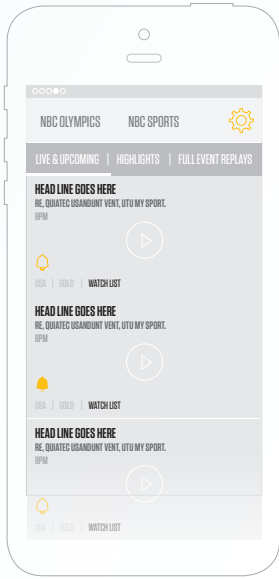 NBC OLYMPICS NBC SPORTS
LIVE & UPCOMING | HIGHLIGHTS | FULL EVENT REPLAYS
HEAD LINE GOES HERE
RE, QUIATEC USANDUNT VENT, UTU MY SPORT.
8PM
USA | GOLD | WATCH LIST
HEAD LINE GOES HERE
RE, QUIATEC USANDUNT VENT, UTU MY SPORT.
8PM
USA | GOLD | WATCH LIST
HEAD LINE GOES HERE
RE, QUIATEC USANDUNT VENT, UTU MY SPORT.
8PM
USA | GOLD | WATCH LIST